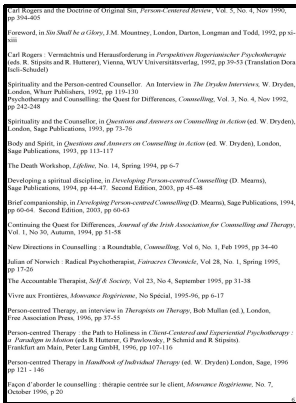 Carl Rogers and the Doctrine of Original Sin, Person-Centred Review, Vol. 5, No. 4, Nov 1990,
pp 394-405
Foreword, in Sin Shall be a Glory, J.M. Mountney, London, Darton, Longman and Todd, 1992, pp xi-
xiii
Carl Rogers : Vermächtnis und Herausforderung in Perspektiven Rogerianischer Psychotherapie
(eds. R. Stipsits and R. Hutterer), Vienna, WUV Universitätsverlag, 1992, pp 39-53 (Translation Dora
Iscli-Schudel)
Spirituality and the Person-centred Counsellor. An Interview in The Dryden Interviews, W. Dryden,
London, Whurr Publishers, 1992, pp 119-130
Psychotherapy and Counselling: the Quest for Differences, Counselling, Vol. 3, No. 4, Nov 1992,
pp 242-248
Spirituality and the Counsellor, in Questions and Answers on Counselling in Action (ed. W. Dryden),
London, Sage Publications, 1993, pp 73-76
Body and Spirit, in Questions and Answers on Counselling in Action (ed. W. Dryden), London,
Sage Publications, 1993, pp 113-117
The Death Workshop, Lifeline, No. 14, Spring 1994, pp 6-7
Developing a spiritual discipline, in Developing Person-centred Counselling (D. Mearns),
Sage Publications, 1994, pp 44-47. Second Edition, 2003, pp 45-48
Brief companionship, in Developing Person-centred Counselling (D. Mearns), Sage Publications, 1994,
pp 60-64. Second Edition, 2003, pp 60-63
Continuing the Quest for Differences, Journal of the Irish Association for Counselling and Therapy,
Vol. 1, No 30, Autumn, 1994, pp 51-58
New Directions in Counselling : a Roundtable, Counselling, Vol 6, No. 1, Feb 1995, pp 34-40
Julian of Norwich : Radical Psychotherapist, Fairacres Chronicle, Vol 28, No. 1, Spring 1995,
pp 17-26
The Accountable Therapist, Self & Society, Vol 23, No 4, September 1995, pp 31-38
Vivre aux Frontières, Mouvance Rogérienne, No Spécial, 1995-96, pp 6-17
Person-centred Therapy, an interview in Therapists on Therapy, Bob Mullan (ed.), London,
Free Association Press, 1996, pp 37-55
Person-centred Therapy : the Path to Holiness in Client-Centered and Experiential Psychotherapy :
a Paradigm in Motion (eds R Hutterer, G Pawlowsky, P Schmid and R Stipsits).
Frankfurt am Main, Peter Lang GmbH, 1996, pp 107-116
Person-centred Therapy in Handbook of Individual Therapy (ed. W Dryden) London, Sage, 1996
pp 121 - 146
Façon d'aborder le counselling : thérapie centrée sur le client, Mouvance Rogérienne, No. 7,
October 1996, p 20
6